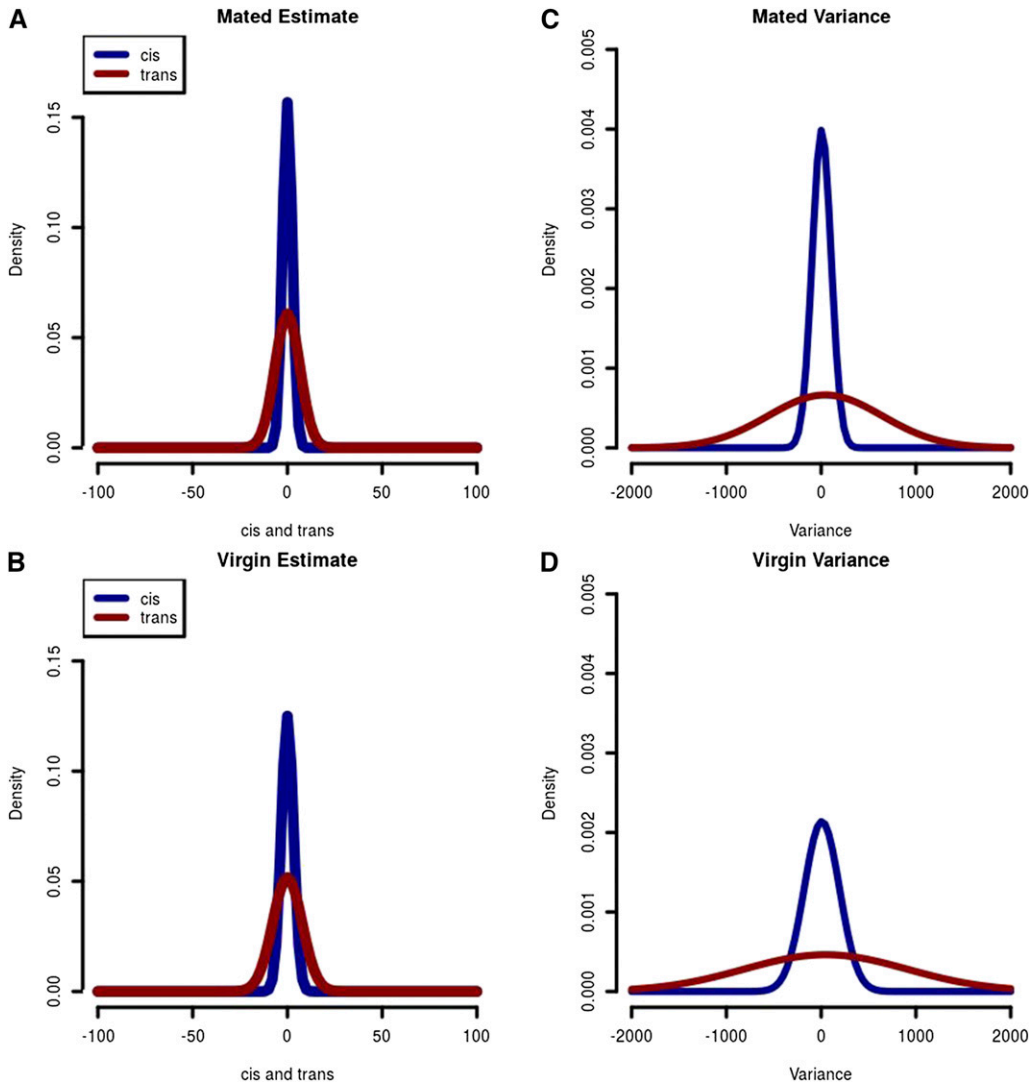 A
Mated Estimate
cis
trans
0.15
0.10
0.05
0.00
Density
-100 -50 0 50 100
cis and trans
C
Mated Variance
0.005
0.004
0.003
0.002
0.001
0.000
Density
-2000 -1000 0 1000 2000
Variance
B
Virgin Estimate
cis
trans
0.15
0.10
0.05
0.00
Density
-100 -50 0 50 100
cis and trans
D
Virgin Variance
0.005
0.004
0.003
0.002
0.001
0.000
Density
-2000 -1000 0 1000 2000
Variance